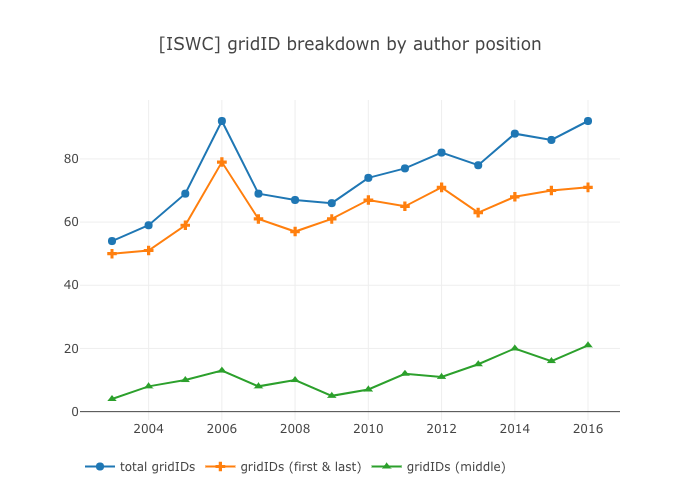 [ISWC] gridID breakdown by author position
80
60
40
20
0
2004 2006 2008 2010 2012 2014 2016
total gridIDs gridIDs (first & last) gridIDs (middle)